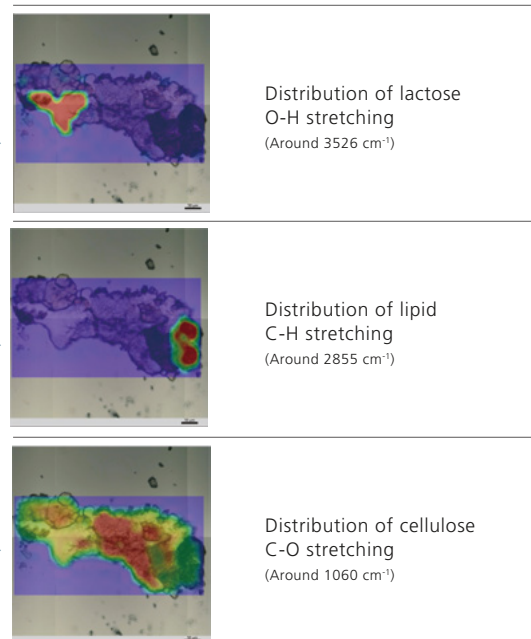 Distribution of lactose
O-H stretching
(Around 3526 cm⁻¹)
Distribution of lipid
C-H stretching
(Around 2855 cm⁻¹)
Distribution of cellulose
C-O stretching
(Around 1060 cm⁻¹)